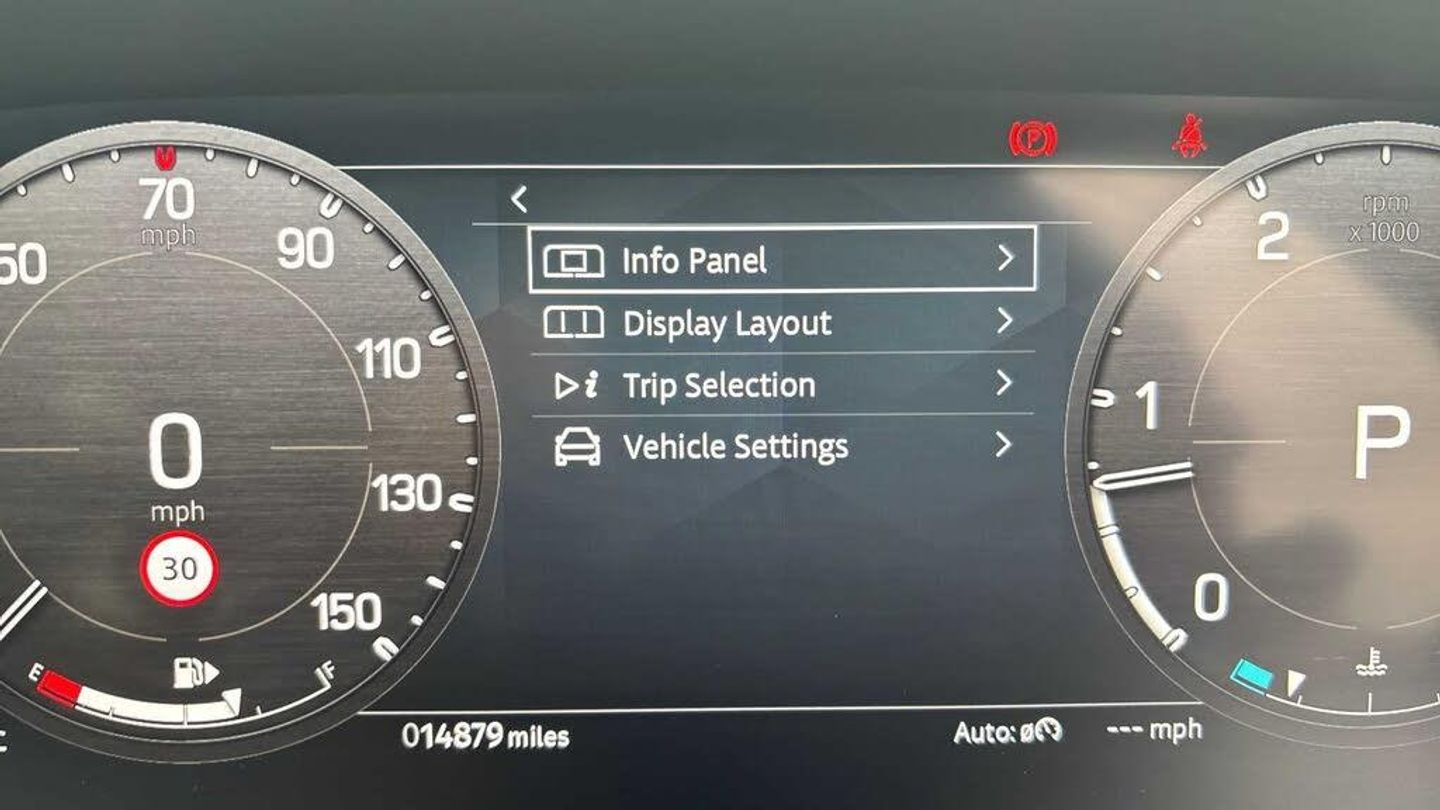 70
mph
50
90
110
130
150
0
mph
30
E
F
Info Panel
Display Layout
Trip Selection
Vehicle Settings
P
2
rpm
x 1000
1
P
0
014879 miles
Auto:
--- mph